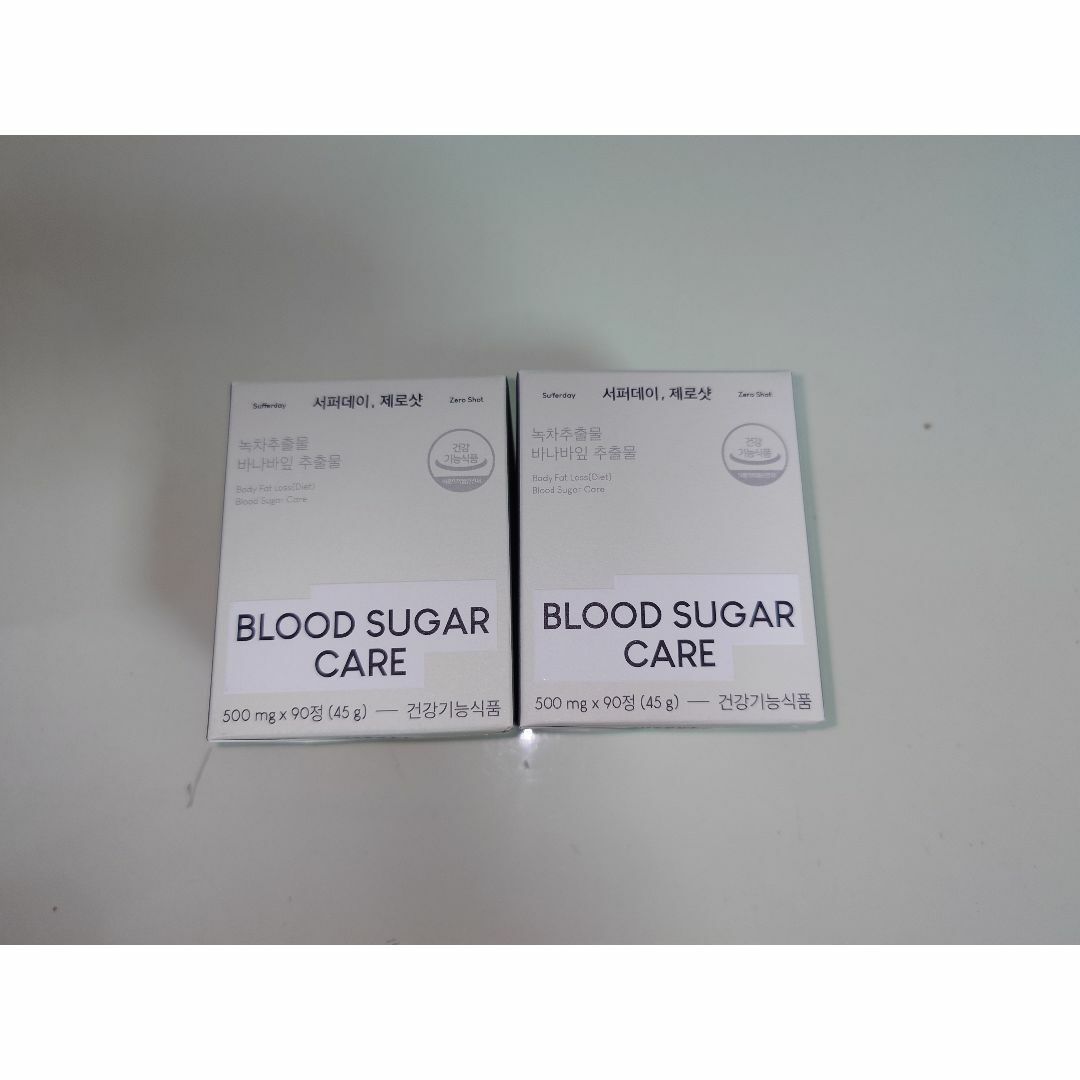 Sufferday 서퍼데이, 제로샷 Zero Shot
녹차추출물
바나바잎 추출물
건강
기능식품
Body Fat Loss(Diet)
Blood Sugar Care
BLOOD SUGAR
CARE
500 mg x 90정 (45 g) — 건강기능식품
Sufferday 서퍼데이, 제로샷 Zero Shot
녹차추출물
바나바잎 추출물
건강
기능식품
Body Fat Loss(Diet)
Blood Sugar Care
BLOOD SUGAR
CARE
500 mg x 90정 (45 g) — 건강기능식품